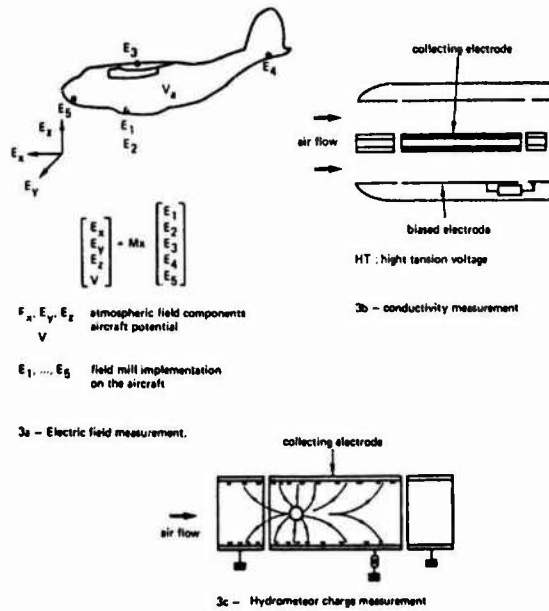 E3
E4
Va
E5
E1
E2
Ez
Ex
EY
[Ex EY Ez V] = Mx [E1 E2 E3 E4 E5]
Ex, EY, Ez atmospheric field components
V aircraft potential
E1, ..., E5 field mill implementation
on the aircraft
3a – Electric field measurement.
collecting electrode
air flow
biased electrode
HT : hight tansion voltage
3b – conductivity measurement
collecting electrode
air flow
3c – Hydrometeor charge measurement